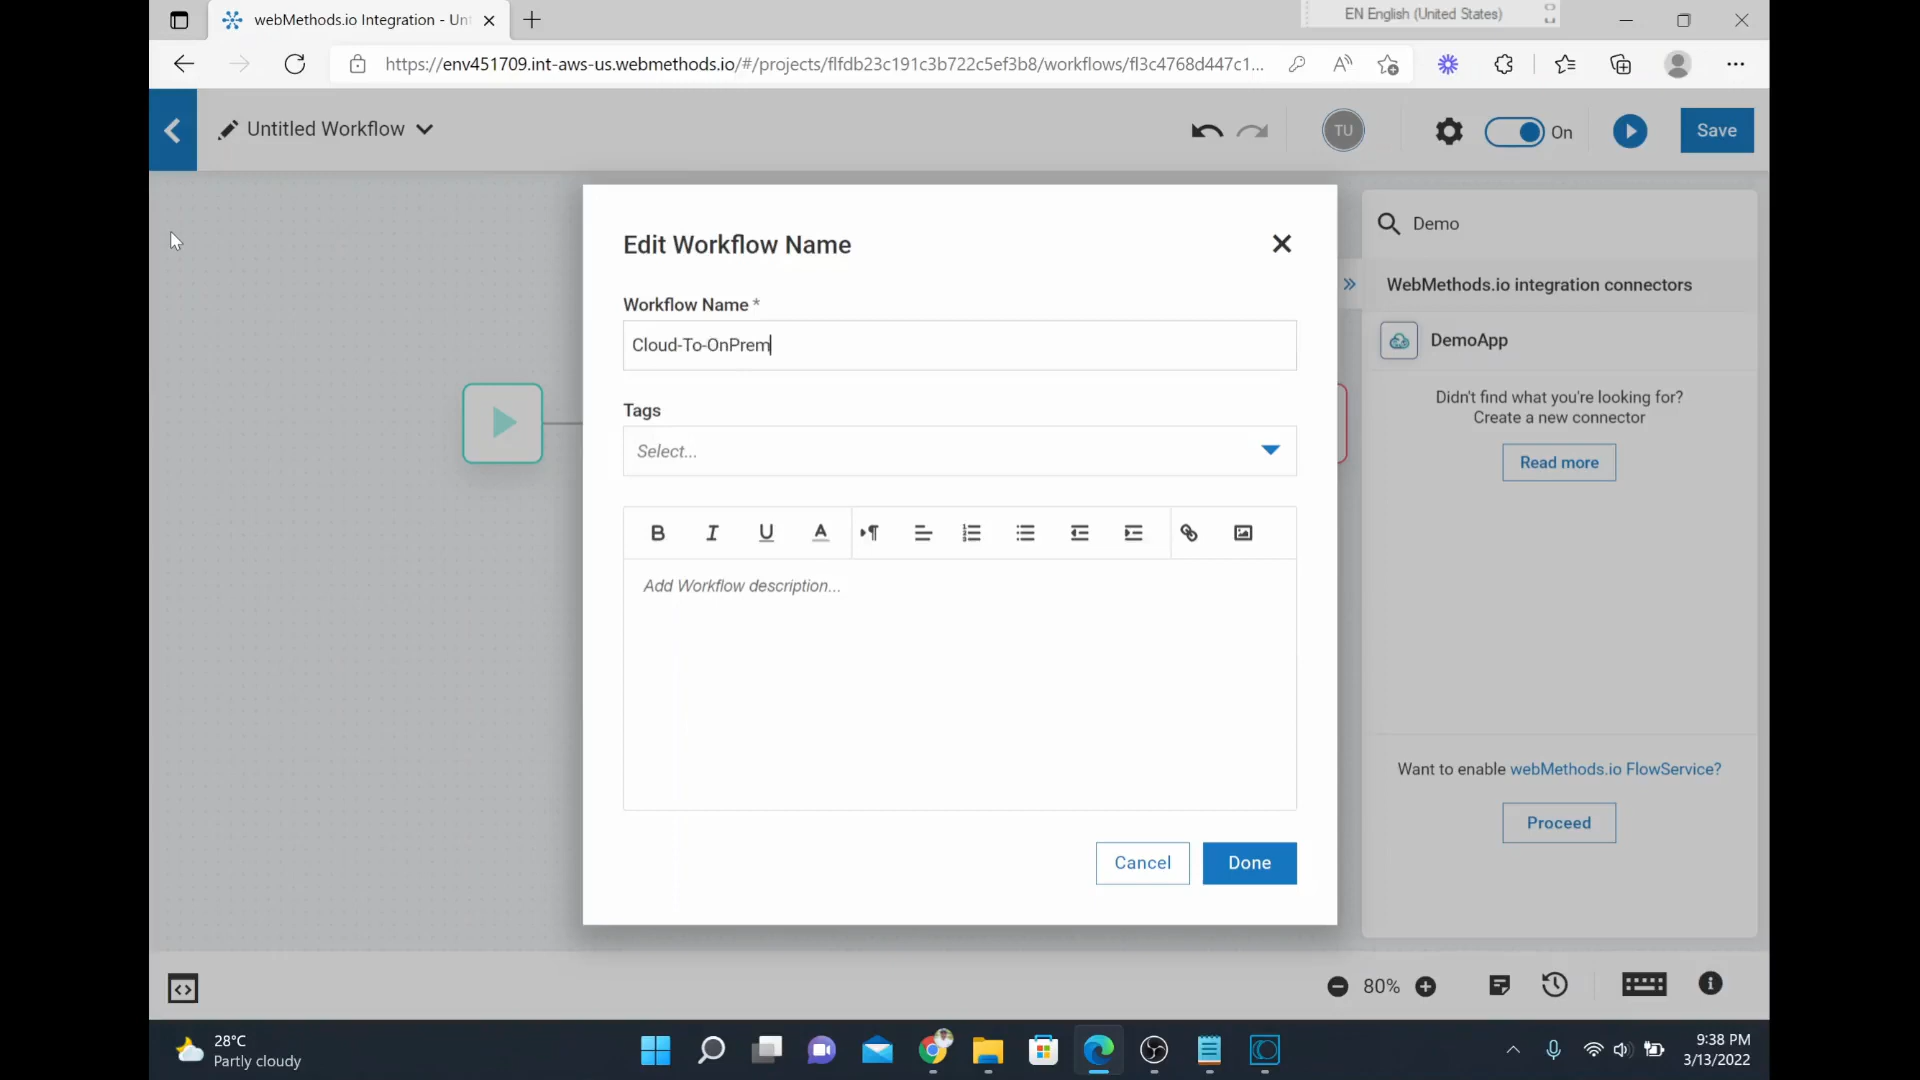 webMethods.io Integration - Un
EN English (United States)
https://env451709.int-aws-us.webmethods.io/#/projects/flfdb23c191c3b722c5ef3b8/workflows/fl3c4768d447c1...
Untitled Workflow
TU
On
Save
Edit Workflow Name
Workflow Name *
Cloud-To-OnPrem
Tags
Select...
Add Workflow description...
Cancel
Done
Demo
WebMethods.io integration connectors
DemoApp
Didn't find what you're looking for?
Create a new connector
Read more
Want to enable webMethods.io FlowService?
Proceed
80%
28°C
Partly cloudy
9:38 PM
3/13/2022